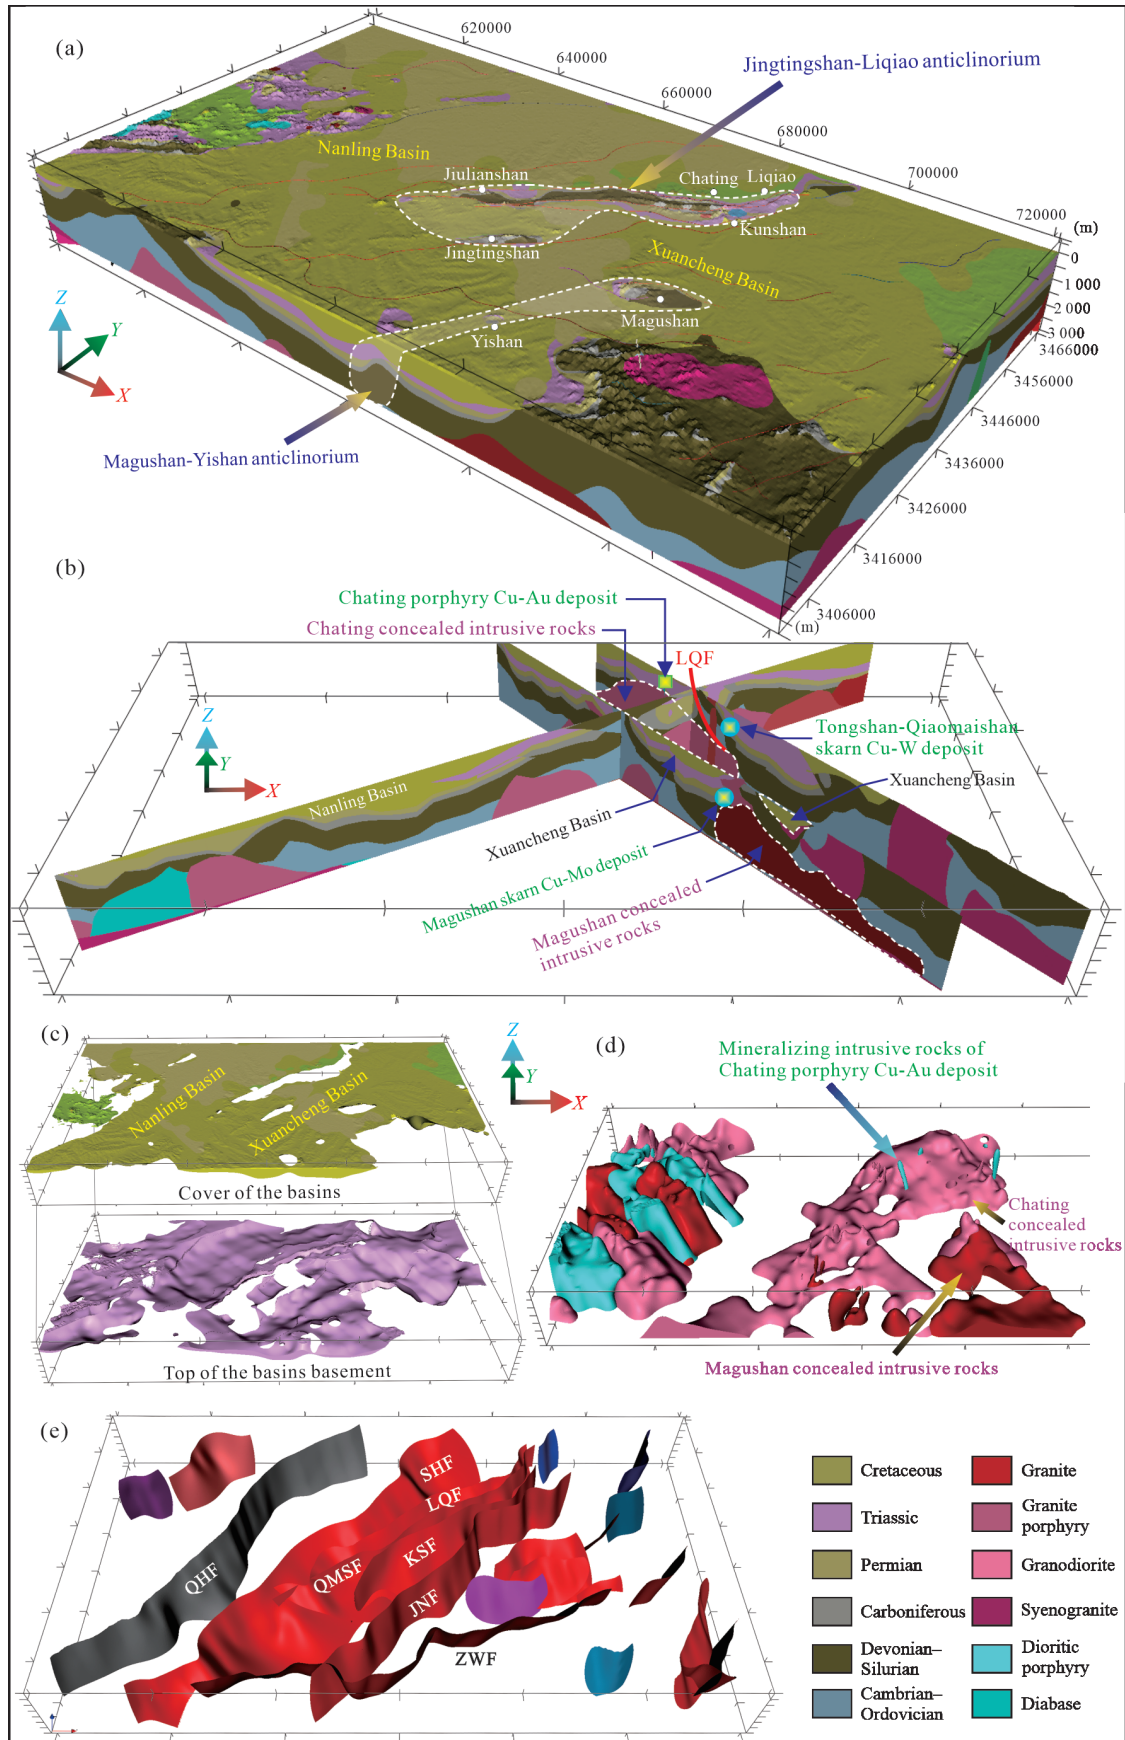 (a)
620000
640000
660000
680000
700000
720000
(m)
0
1 000
2 000
3 000
3466000
3456000
3446000
3436000
3426000
3416000
3406000
(m)
Jingtingshan-Liqiao anticlinorium
Nanling Basin
Jiulianshan
Chating
Liqiao
Kunshan
Jingtingshan
Xuancheng Basin
Magushan
Yishan
Z
Y
X
Magushan-Yishan anticlinorium
(b)
Chating porphyry Cu-Au deposit
Chating concealed intrusive rocks
LQF
Tongshan-Qiaomaishan
skarn Cu-W deposit
Xuancheng Basin
Z
Y
X
Nanling Basin
Xuancheng Basin
Magushan skarn Cu-Mo deposit
Magushan concealed
intrusive rocks
(c)
Nanling Basin
Xuancheng Basin
Cover of the basins
Top of the basins basement
Z
Y
X
(d)
Mineralizing intrusive rocks of
Chating porphyry Cu-Au deposit
Chating
concealed
intrusive rocks
Magushan concealed intrusive rocks
(e)
SHF
LQF
QHF
QMSF
KSF
JNF
ZWF
Cretaceous
Triassic
Permian
Carboniferous
Devonian–
Silurian
Cambrian–
Ordovician
Granite
Granite
porphyry
Granodiorite
Syenogranite
Dioritic
porphyry
Diabase